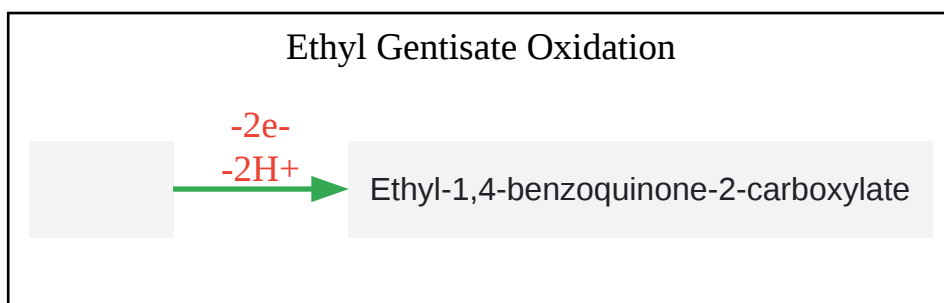 Ethyl Gentisate Oxidation
-2e-
-2H+
Ethyl-1,4-benzoquinone-2-carboxylate